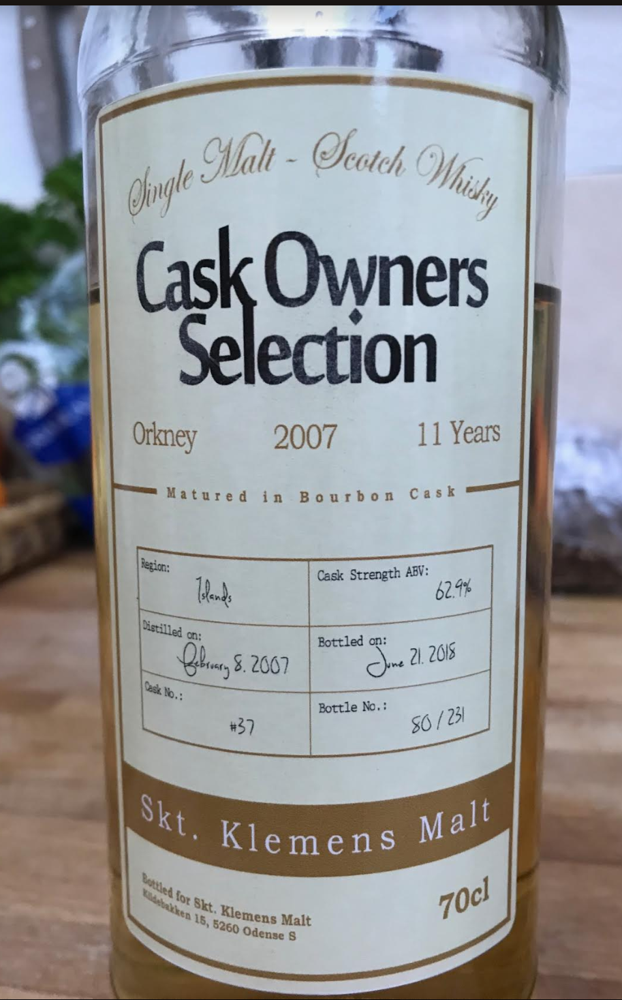 Single Malt - Scotch Whisky
Cask Owners
Selection
Orkney 2007 11 Years
Matured in Bourbon Cask
Region:
Islands
Cask Strength ABV:
62.9%
Distilled on:
February 8. 2007
Bottled on:
June 21. 2018
Cask No.:
#37
Bottle No.:
80/231
Skt. Klemens Malt
Bottled for Skt. Klemens Malt
Kildebakken 15, 5260 Odense S
70cl